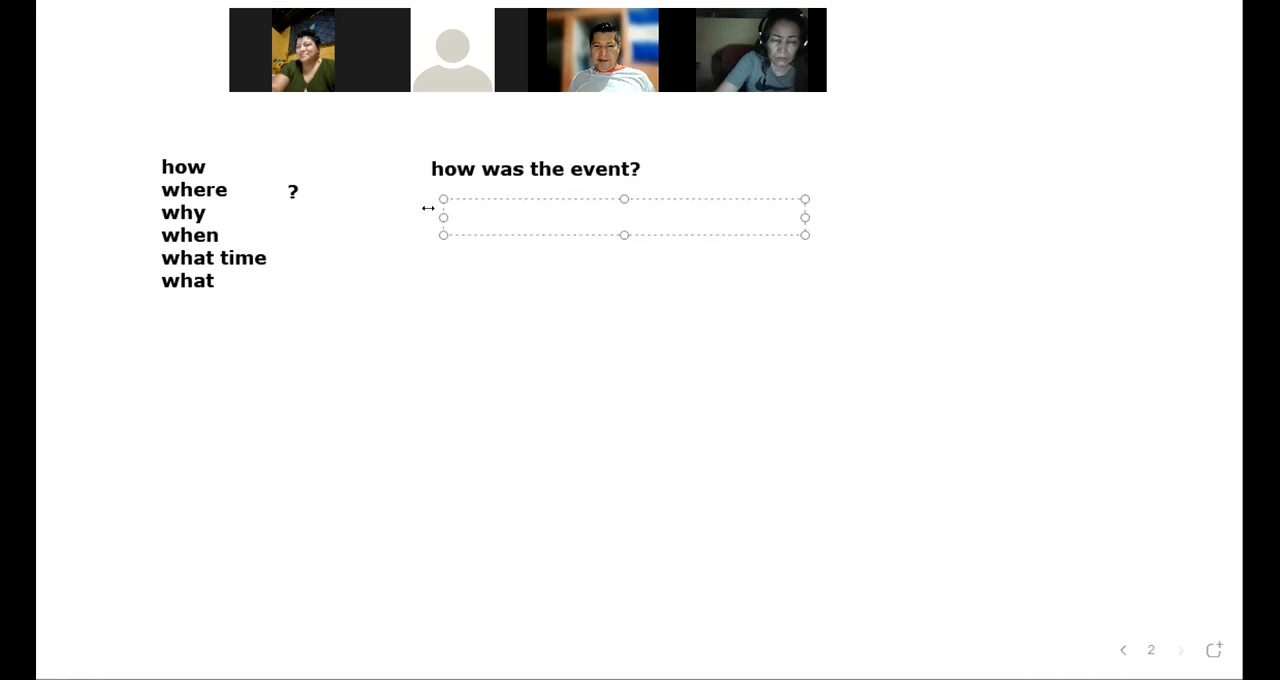 how
where
?
why
when
what time
what
how was the event?
2